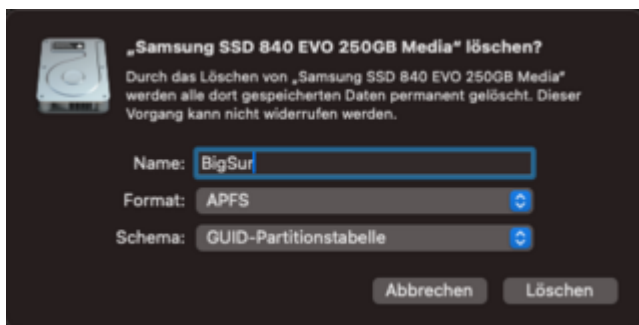 „Samsung SSD 840 EVO 250GB Media“ löschen?
Durch das Löschen von „Samsung SSD 840 EVO 250GB Media“
werden alle dort gespeicherten Daten permanent gelöscht. Dieser
Vorgang kann nicht widerrufen werden.
Name: BigSur
Format: APFS
Schema: GUID-Partitionstabelle
Abbrechen Löschen